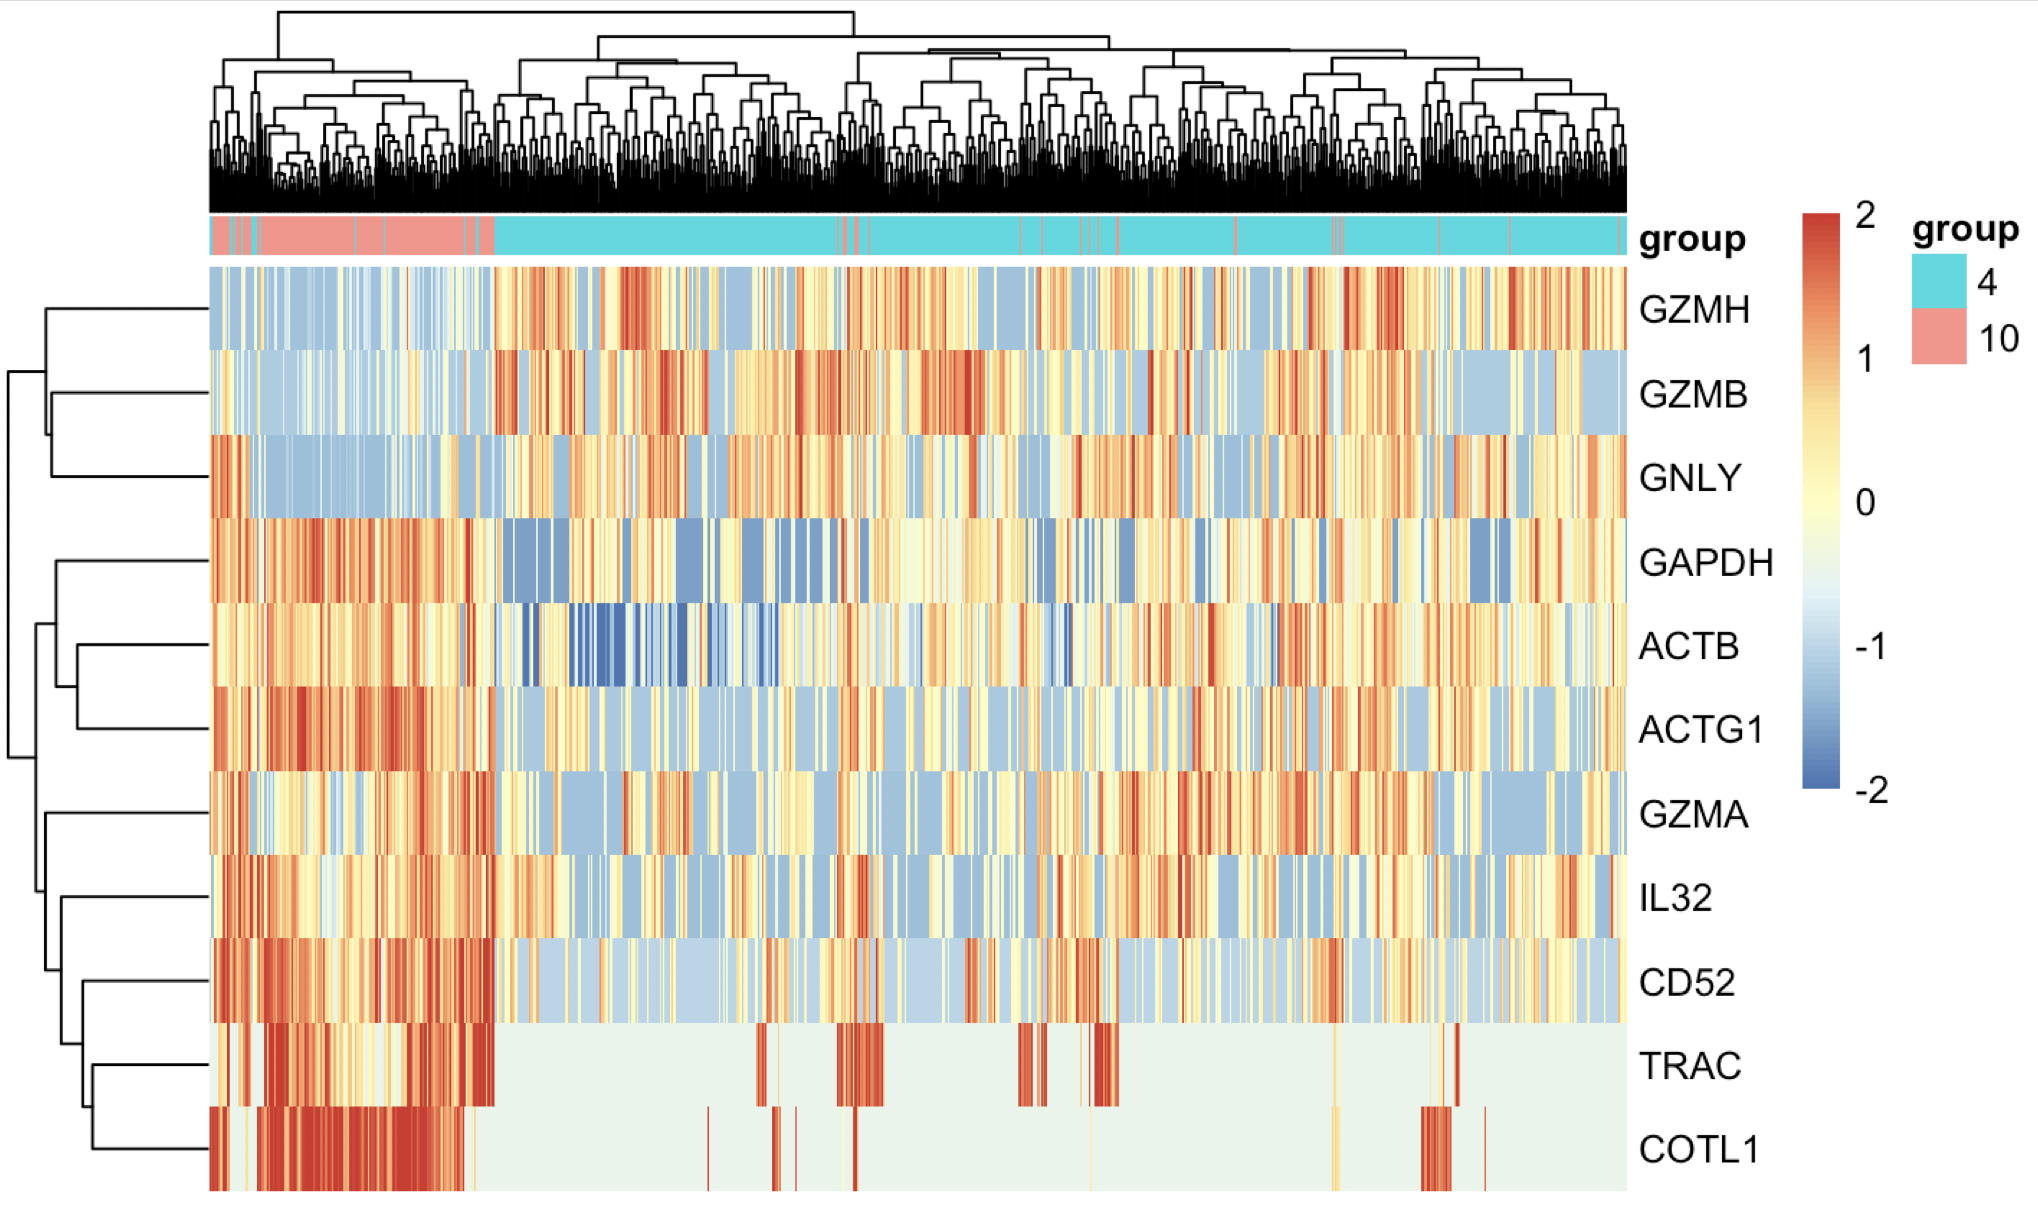 group
GZMH
GZMB
GNLY
GAPDH
ACTB
ACTG1
GZMA
IL32
CD52
TRAC
COTL1
2
1
0
-1
-2
group
4
10